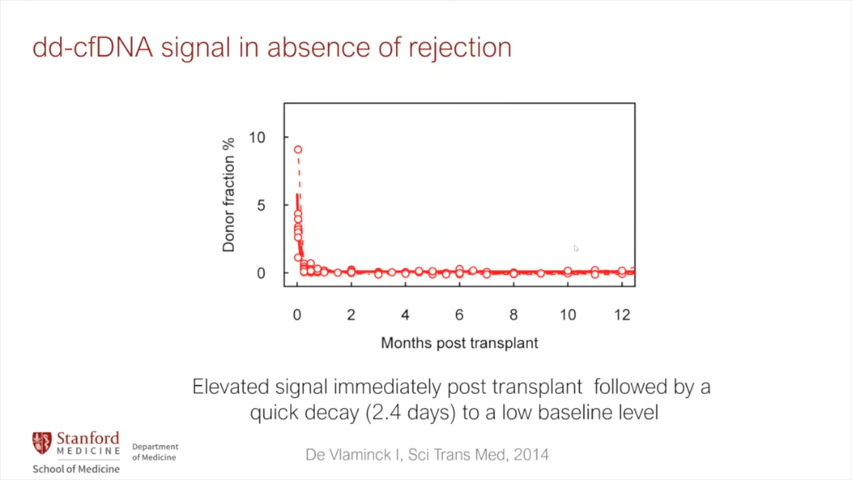 dd-cfDNA signal in absence of rejection
Donor fraction %
10
5
0
0 2 4 6 8 10 12
Months post transplant
Elevated signal immediately post transplant followed by a
quick decay (2.4 days) to a low baseline level
Stanford
MEDICINE
School of Medicine
Department
of Medicine
De Vlaminck I, Sci Trans Med, 2014